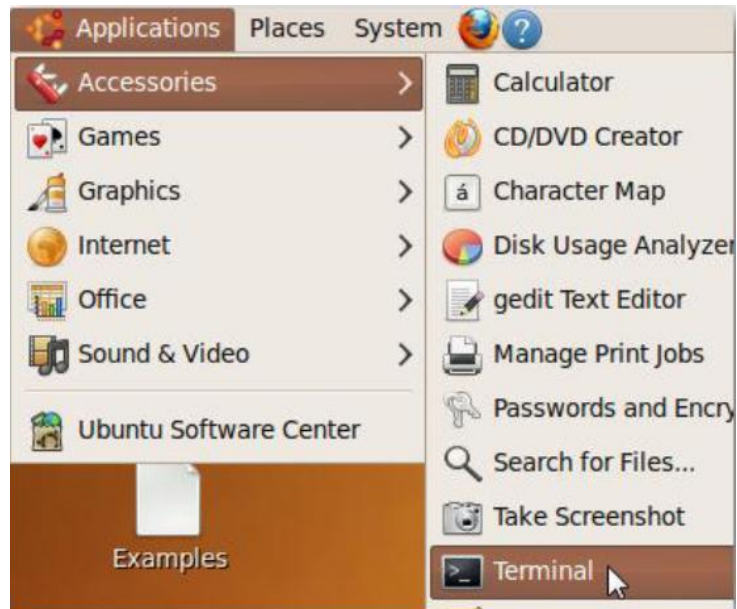 Applications Places System
Accessories
Games
Graphics
Internet
Office
Sound & Video
Ubuntu Software Center
Calculator
CD/DVD Creator
á Character Map
Disk Usage Analyzer
gedit Text Editor
Manage Print Jobs
Passwords and Encry
Search for Files...
Take Screenshot
Terminal
Examples